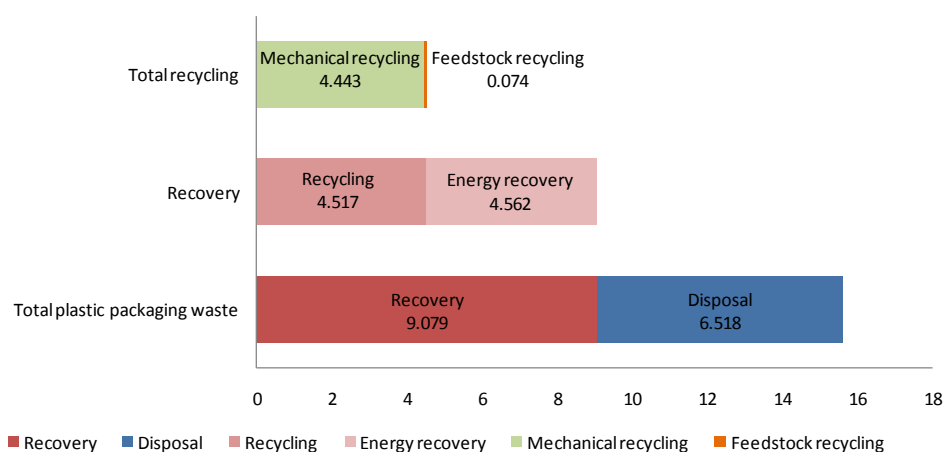 Total recycling
Mechanical recycling
4.443
Feedstock recycling
0.074
Recovery
Recycling
4.517
Energy recovery
4.562
Total plastic packaging waste
Recovery
9.079
Disposal
6.518
0 2 4 6 8 10 12 14 16 18
Recovery Disposal Recycling Energy recovery Mechanical recycling Feedstock recycling